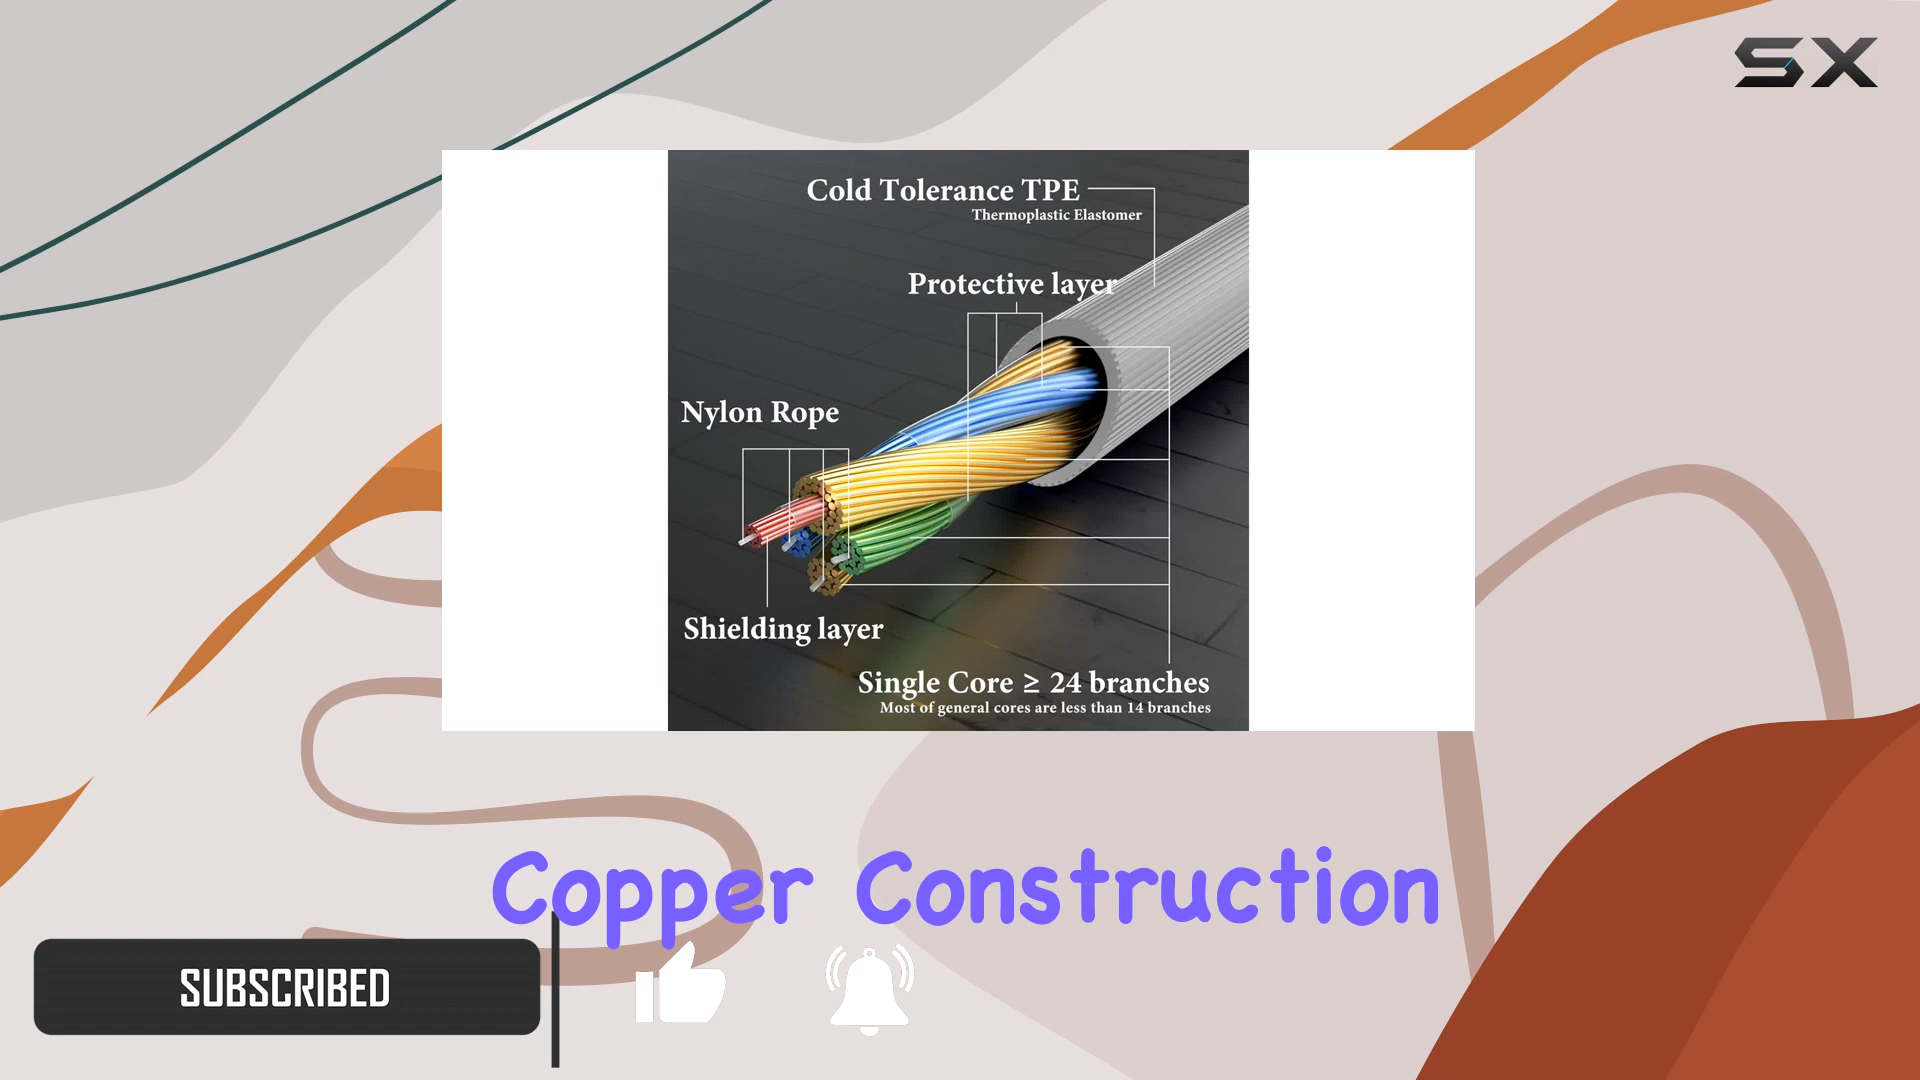 SX
Cold Tolerance TPE
Thermoplastic Elastomer
Protective layer
Nylon Rope
Shielding layer
Single Core ≥ 24 branches
Most of general cores are less than 14 branches
Copper Construction
SUBSCRIBED